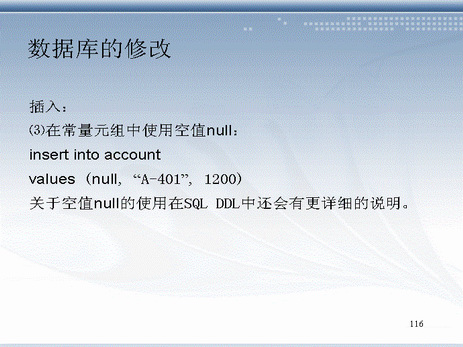 数据库的修改
插入：
⑶在常量元组中使用空值null：
insert into account
values (null, “A-401”, 1200)
关于空值null的使用在SQL DDL中还会有更详细的说明。
116